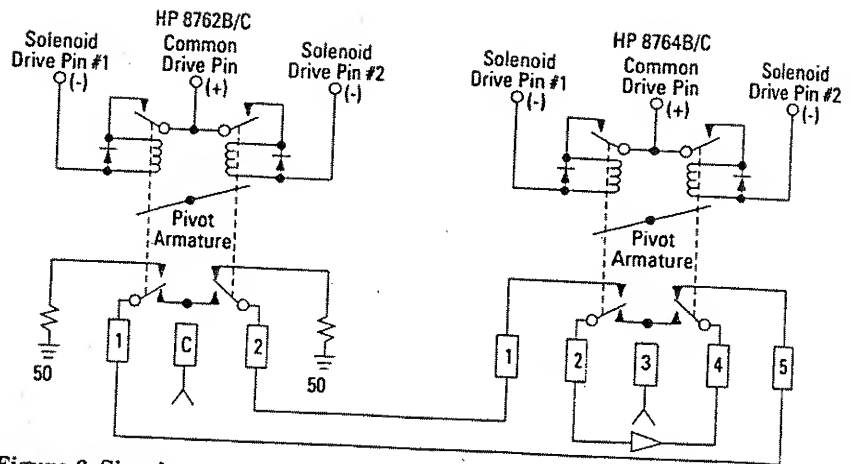 HP 8762B/C
Solenoid
Drive Pin #1
(-)
Common
Drive Pin
(+)
Solenoid
Drive Pin #2
(-)
Pivot
Armature
50
1
C
2
50
HP 8764B/C
Solenoid
Drive Pin #1
(-)
Common
Drive Pin
(+)
Solenoid
Drive Pin #2
(-)
Pivot
Armature
1
2
3
4
5